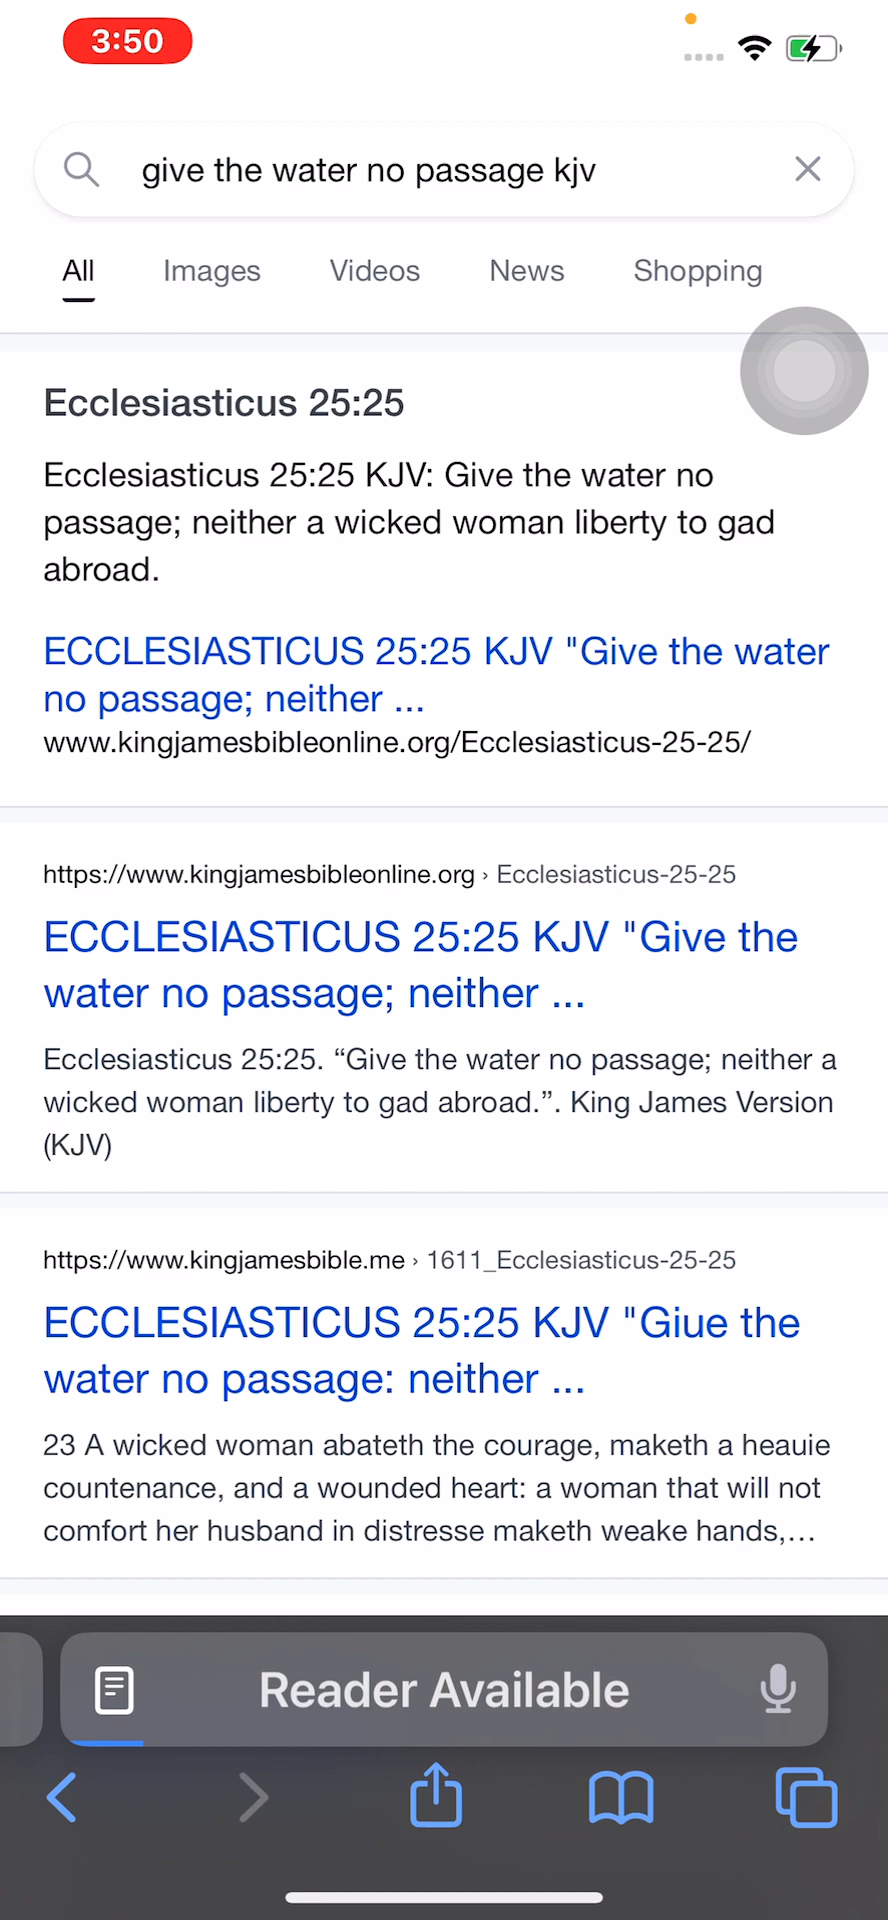 3:50
give the water no passage kjv
All Images Videos News Shopping
Ecclesiasticus 25:25
Ecclesiasticus 25:25 KJV: Give the water no
passage; neither a wicked woman liberty to gad
abroad.
ECCLESIASTICUS 25:25 KJV "Give the water
no passage; neither ...
www.kingjamesbibleonline.org/Ecclesiasticus-25-25/
https://www.kingjamesbibleonline.org › Ecclesiasticus-25-25
ECCLESIASTICUS 25:25 KJV "Give the
water no passage; neither ...
Ecclesiasticus 25:25. “Give the water no passage; neither a
wicked woman liberty to gad abroad.”. King James Version
(KJV)
https://www.kingjamesbible.me › 1611_Ecclesiasticus-25-25
ECCLESIASTICUS 25:25 KJV "Giue the
water no passage: neither ...
23 A wicked woman abateth the courage, maketh a heauie
countenance, and a wounded heart: a woman that will not
comfort her husband in distresse maketh weake hands,...
Reader Available